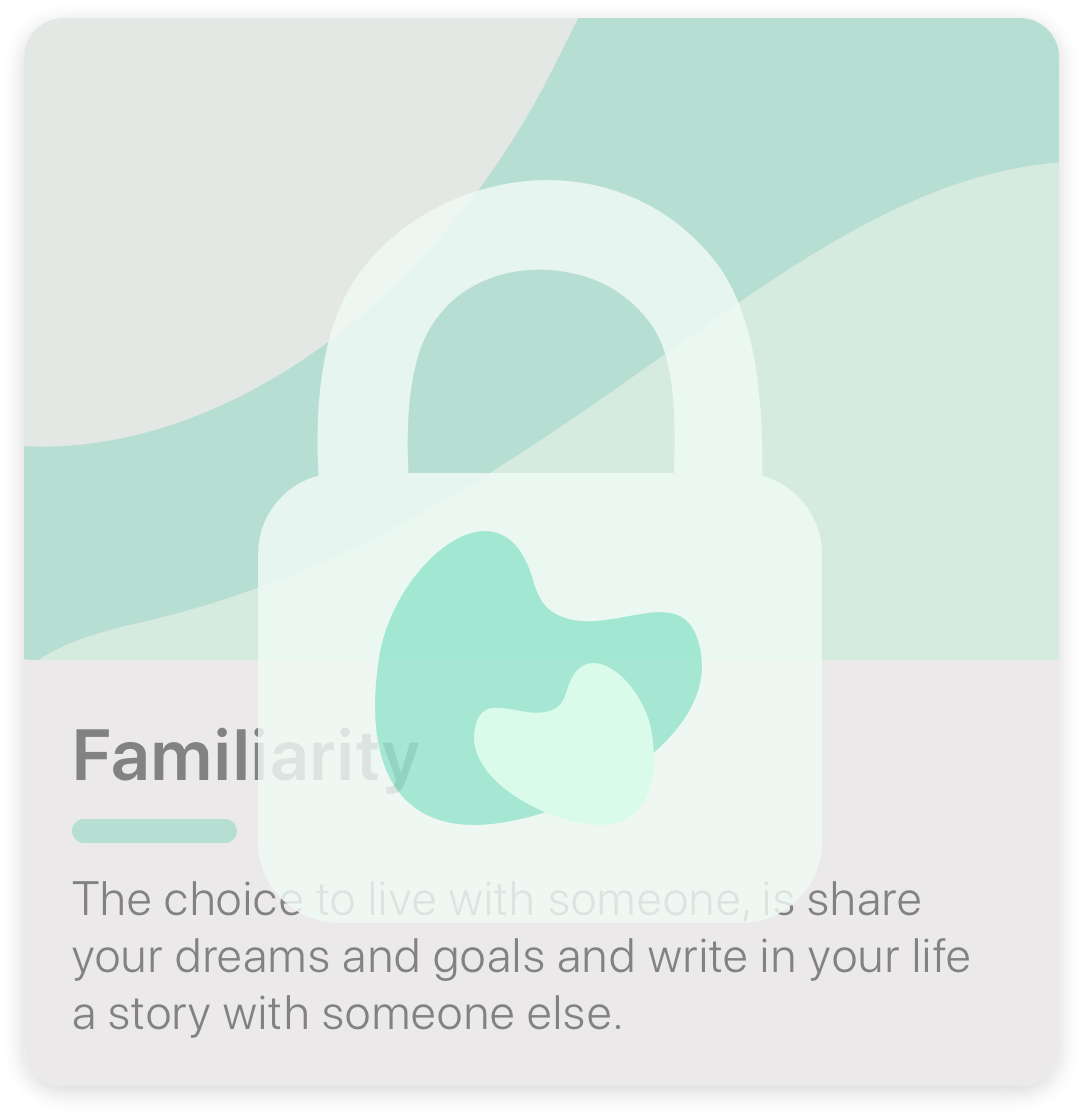 Familiarity
The choice to live with someone, is share
your dreams and goals and write in your life
a story with someone else.